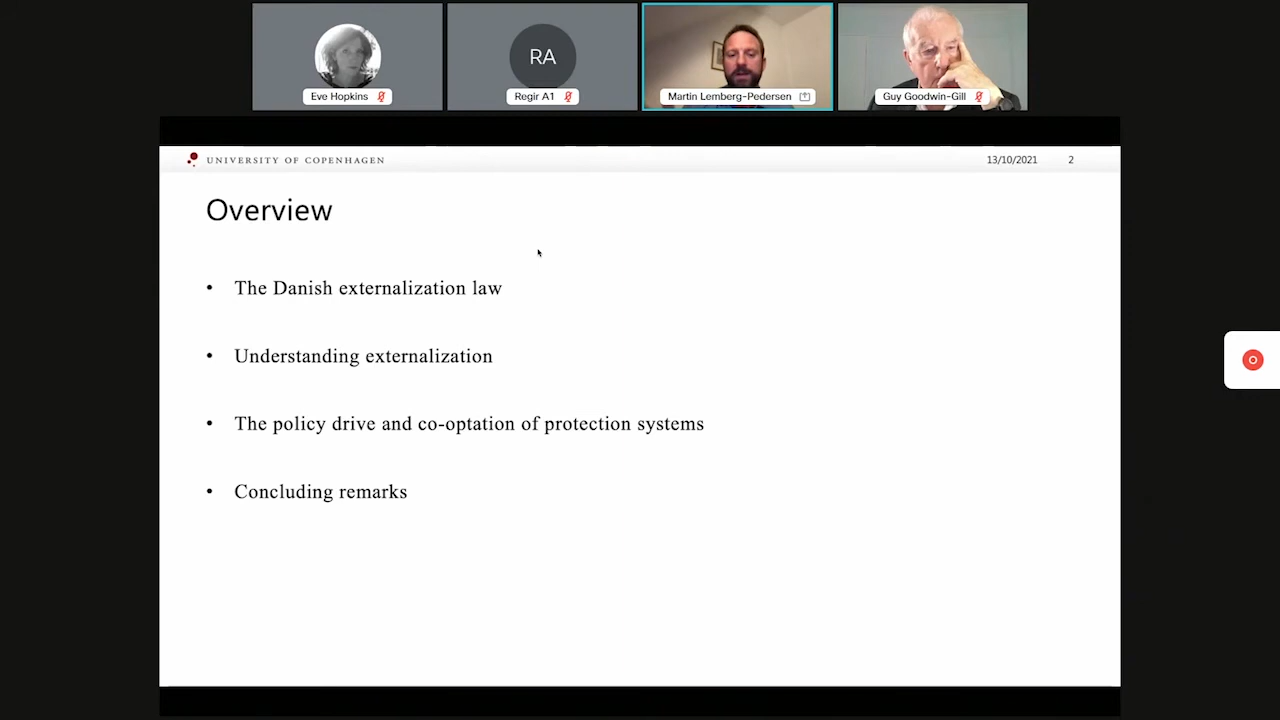 Eve Hopkins
RA
Regir A1
Martin Lemberg-Pedersen
Guy Goodwin-Gill
UNIVERSITY OF COPENHAGEN
13/10/2021
2
Overview
• The Danish externalization law
• Understanding externalization
• The policy drive and co-optation of protection systems
• Concluding remarks